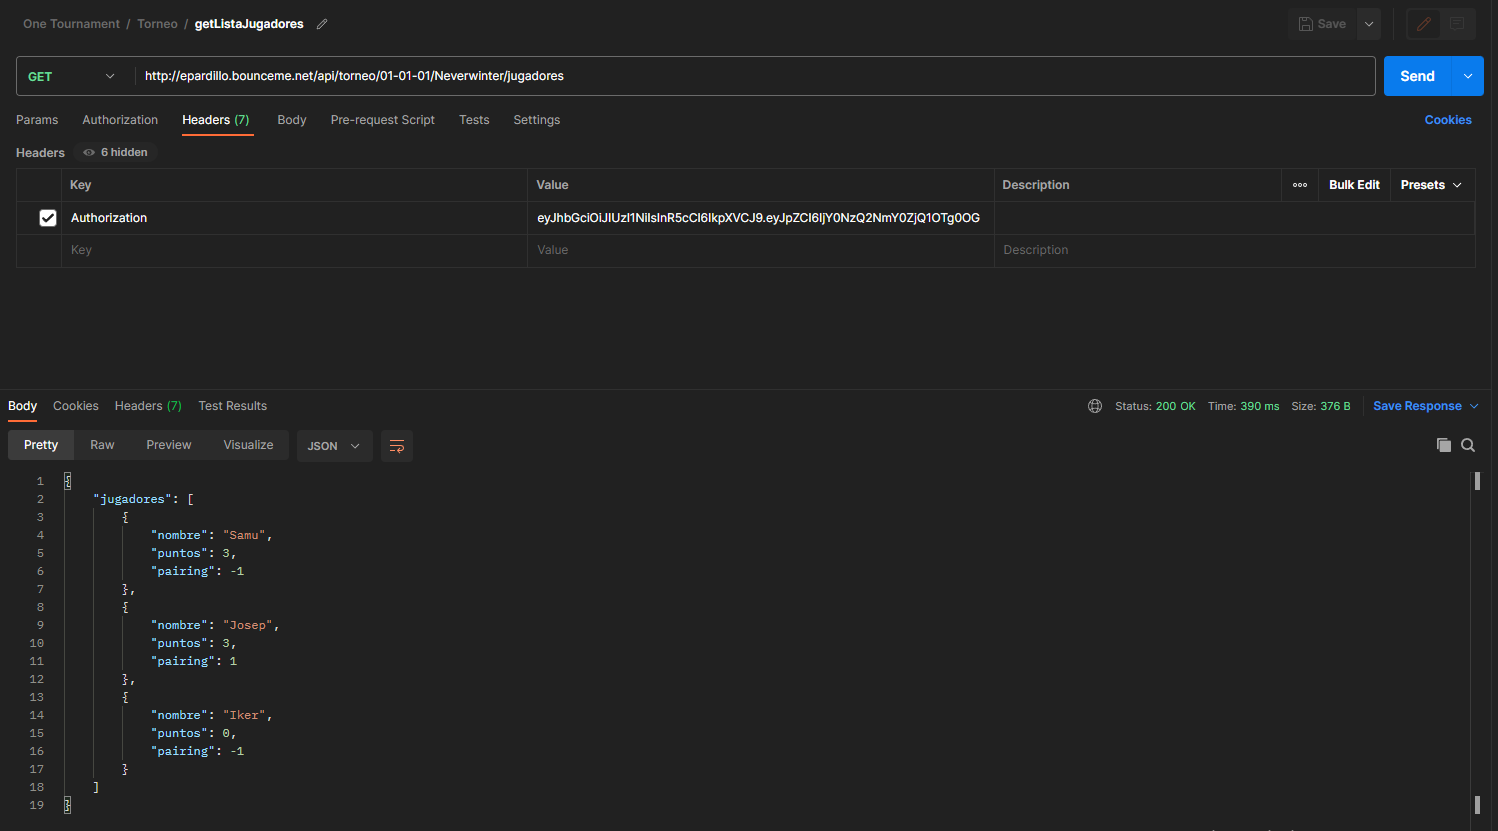 One Tournament / Torneo / getListaJugadores
Save
GET http://epardillo.bounceme.net/api/torneo/01-01-01/Neverwinter/jugadores Send
Params Authorization Headers (7) Body Pre-request Script Tests Settings Cookies
Headers 6 hidden
Key Value Description Bulk Edit Presets
Authorization eyJhbGciOiJIUzI1NiIsInR5cCI6IkpXVCJ9.eyJpZCI6IjY0NzQ2NmY0ZjQ1OTg0OG
Key Value Description
Body Cookies Headers (7) Test Results Status: 200 OK Time: 390 ms Size: 376 B Save Response
Pretty Raw Preview Visualize JSON
1 {
2 "jugadores": [
3 {
4 "nombre": "Samu",
5 "puntos": 3,
6 "pairing": -1
7 },
8 {
9 "nombre": "Josep",
10 "puntos": 3,
11 "pairing": 1
12 },
13 {
14 "nombre": "Iker",
15 "puntos": 0,
16 "pairing": -1
17 }
18 ]
19 }